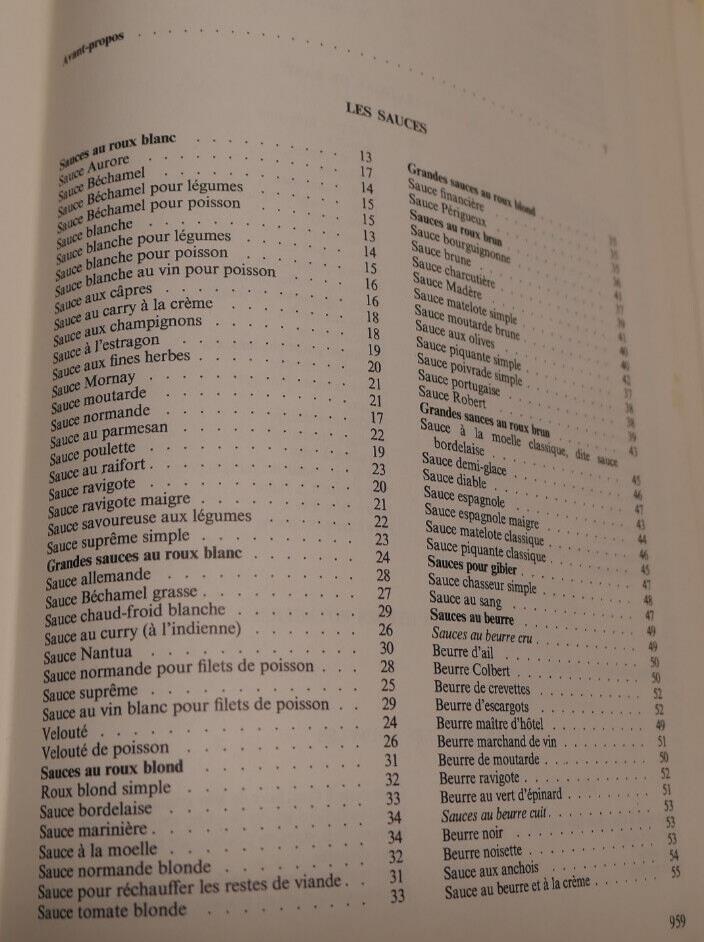 Avant-propos 7
LES SAUCES
Sauces au roux blanc 13
Sauce Aurore 17
Sauce Béchamel 14
Sauce Béchamel pour légumes 15
Sauce Béchamel pour poisson 15
Sauce blanche 13
Sauce blanche pour légumes 14
Sauce blanche pour poisson 15
Sauce blanche au vin pour poisson 16
Sauce aux câpres 16
Sauce au carry à la crème 18
Sauce aux champignons 18
Sauce à l'estragon 19
Sauce aux fines herbes 20
Sauce Mornay 21
Sauce moutarde 21
Sauce normande 17
Sauce au parmesan 22
Sauce poulette 19
Sauce au raifort 23
Sauce ravigote 20
Sauce ravigote maigre 21
Sauce savoureuse aux légumes 22
Sauce suprême simple 23
Grandes sauces au roux blanc 24
Sauce allemande 28
Sauce Béchamel grasse 27
Sauce chaud-froid blanche 29
Sauce au curry (à l'indienne) 26
Sauce Nantua 30
Sauce normande pour filets de poisson 28
Sauce suprême 25
Sauce au vin blanc pour filets de poisson 29
Velouté 24
Velouté de poisson 26
Sauces au roux blond 31
Roux blond simple 32
Sauce bordelaise 33
Sauce marinière 34
Sauce à la moelle 34
Sauce normande blonde 32
Sauce pour réchauffer les restes de viande 31
Sauce tomate blonde 33
Grandes sauces au roux blond 35
Sauce financière 35
Sauce Périgueux 35
Sauces au roux brun 36
Sauce bourguignonne 41
Sauce brune 37
Sauce charcutière 39
Sauce Madère 41
Sauce matelote simple 40
Sauce moutarde brune 40
Sauce aux olives 42
Sauce piquante simple 37
Sauce poivrade simple 38
Sauce portugaise 38
Sauce Robert 39
Grandes sauces au roux brun 43
Sauce à la moelle classique, dite sauce
bordelaise 45
Sauce demi-glace 46
Sauce diable 47
Sauce espagnole 43
Sauce espagnole maigre 44
Sauce matelote classique 46
Sauce piquante classique 45
Sauces pour gibier 47
Sauce chasseur simple 48
Sauce au sang 47
Sauces au beurre 49
Sauces au beurre cru 49
Beurre d'ail 50
Beurre Colbert 50
Beurre de crevettes 52
Beurre d'escargots 52
Beurre maître d'hôtel 49
Beurre marchand de vin 51
Beurre de moutarde 50
Beurre ravigote 52
Beurre au vert d'épinard 51
Sauces au beurre cuit 53
Beurre noir 53
Beurre noisette 53
Sauce aux anchois 54
Sauce au beurre et à la crème 55
959